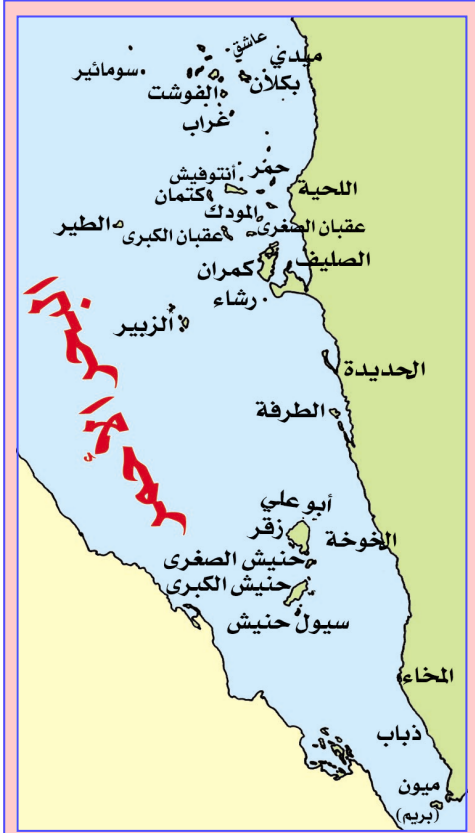 عاشق
ميدي
سومائير
بكلان
الفوشت
غراب
حمر
أنتوفيش
اللحية
كتمان
المودك
عقبان الصغرى
الطير
عقبان الكبرى
الصليف
كمران
رشاء
الزبير
البحر الأحمر
الحديدة
الطرفة
أبو علي
زقر
الخوخة
حنيش الصغرى
حنيش الكبرى
سيول حنيش
المخاء
ذباب
ميون
(بريم)